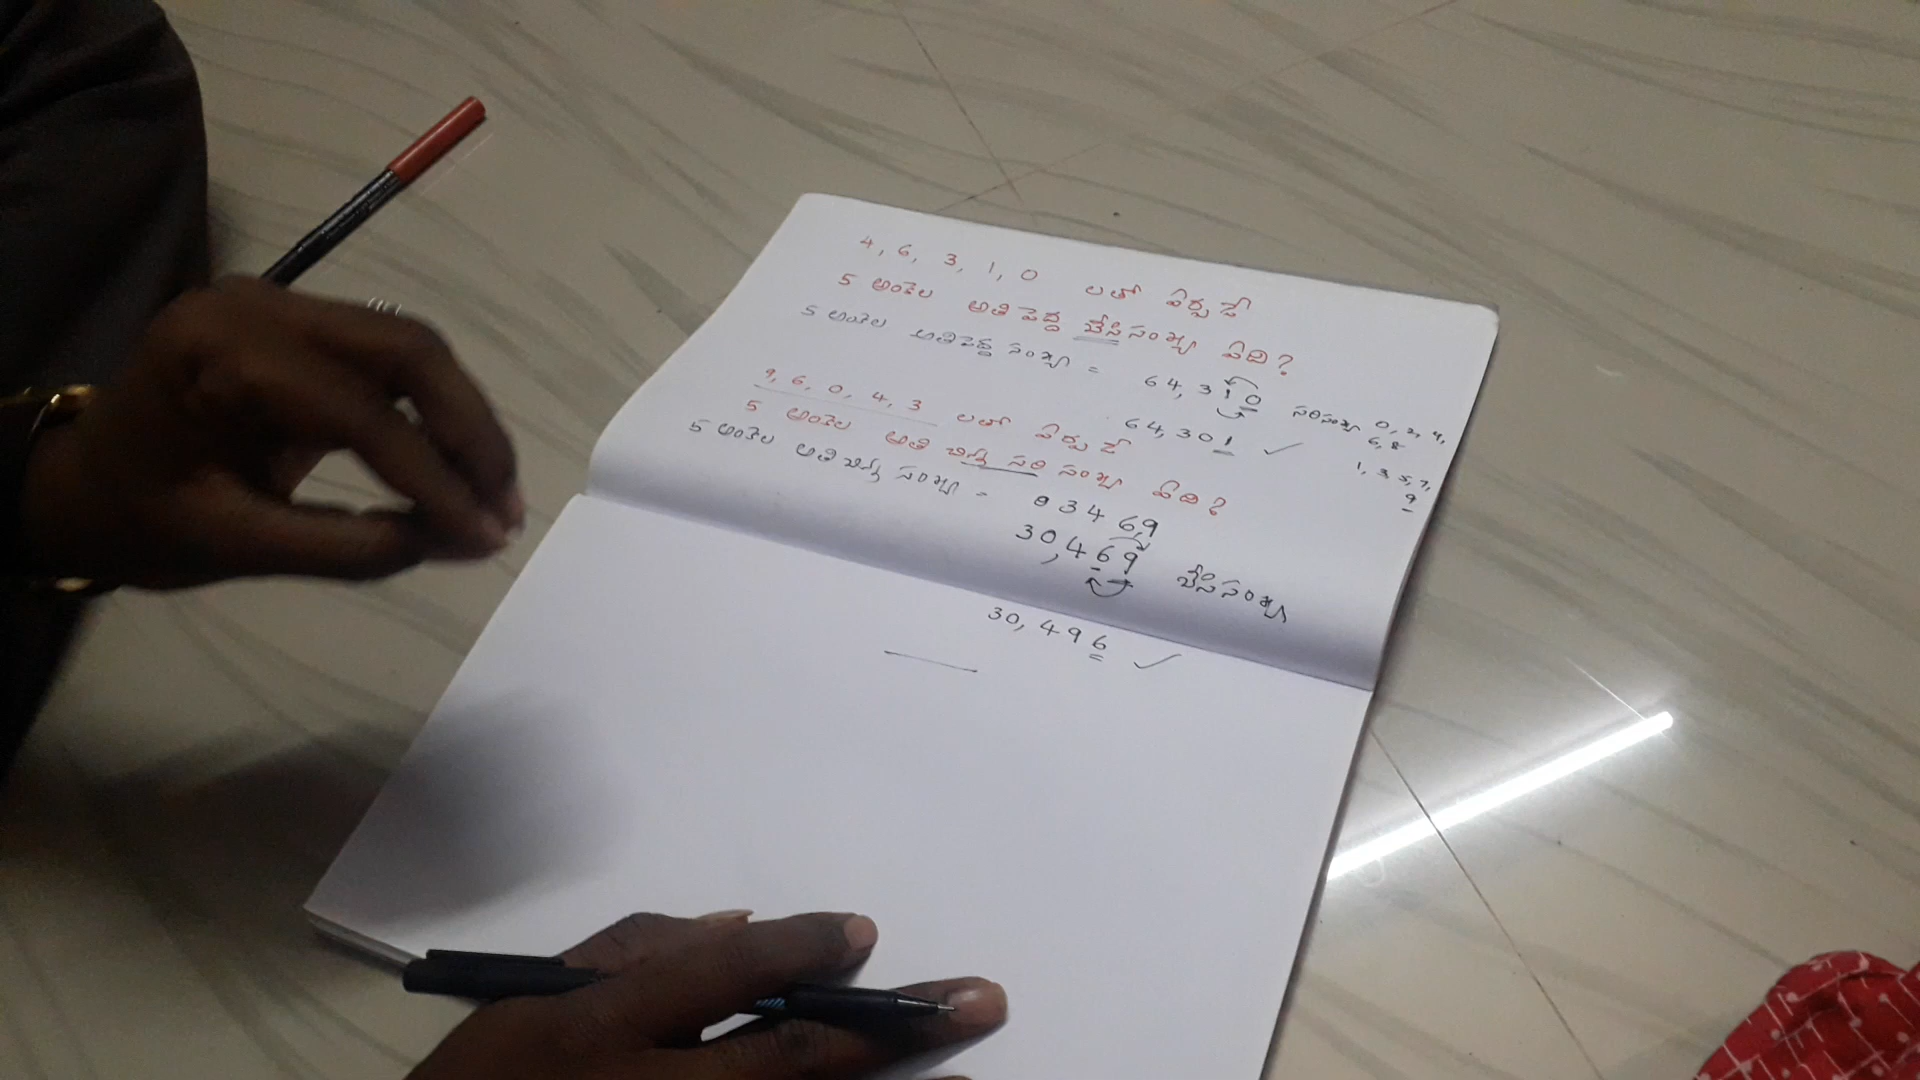 4, 6, 3, 1, 0 లతో ఏర్పడే
5 అంకెల అతి పెద్ద బేసి సంఖ్య ఏది?
5 అంకెల అతిపెద్ద సంఖ్య = 64,310
సరిసంఖ్య 0, 2, 4,
6, 8
64,301 ✓
1, 3, 5, 7,
9
9, 6, 0, 4, 3 లతో ఏర్పడే
5 అంకెల అతి చిన్న సరి సంఖ్య ఏది?
5 అంకెల అతి చిన్న సంఖ్య = 03469
30,469 బేసి సంఖ్య
30,496 ✓